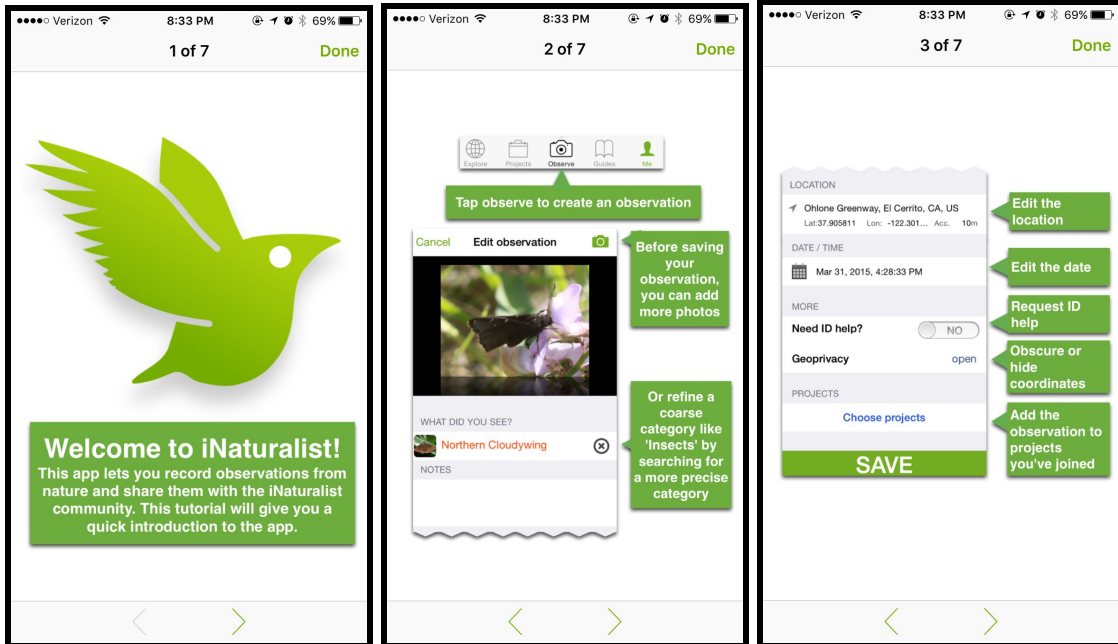 Verizon 8:33 PM 69%
1 of 7 Done
Welcome to iNaturalist!
This app lets you record observations from
nature and share them with the iNaturalist
community. This tutorial will give you a
quick introduction to the app.
Verizon 8:33 PM 69%
2 of 7 Done
Explore Projects Observe Guides Me
Tap observe to create an observation
Cancel Edit observation
Before saving
your
observation,
you can add
more photos
WHAT DID YOU SEE?
Northern Cloudywing
NOTES
Or refine a
coarse
category like
'Insects' by
searching for
a more precise
category
Verizon 8:33 PM 69%
3 of 7 Done
LOCATION
Ohlone Greenway, El Cerrito, CA, US
Lat:37.905811 Lon: -122.301... Acc. 10m
Edit the
location
DATE / TIME
Mar 31, 2015, 4:28:33 PM
Edit the date
MORE
Need ID help? NO
Request ID
help
Geoprivacy open
Obscure or
hide
coordinates
PROJECTS
Choose projects
Add the
observation to
projects
you've joined
SAVE